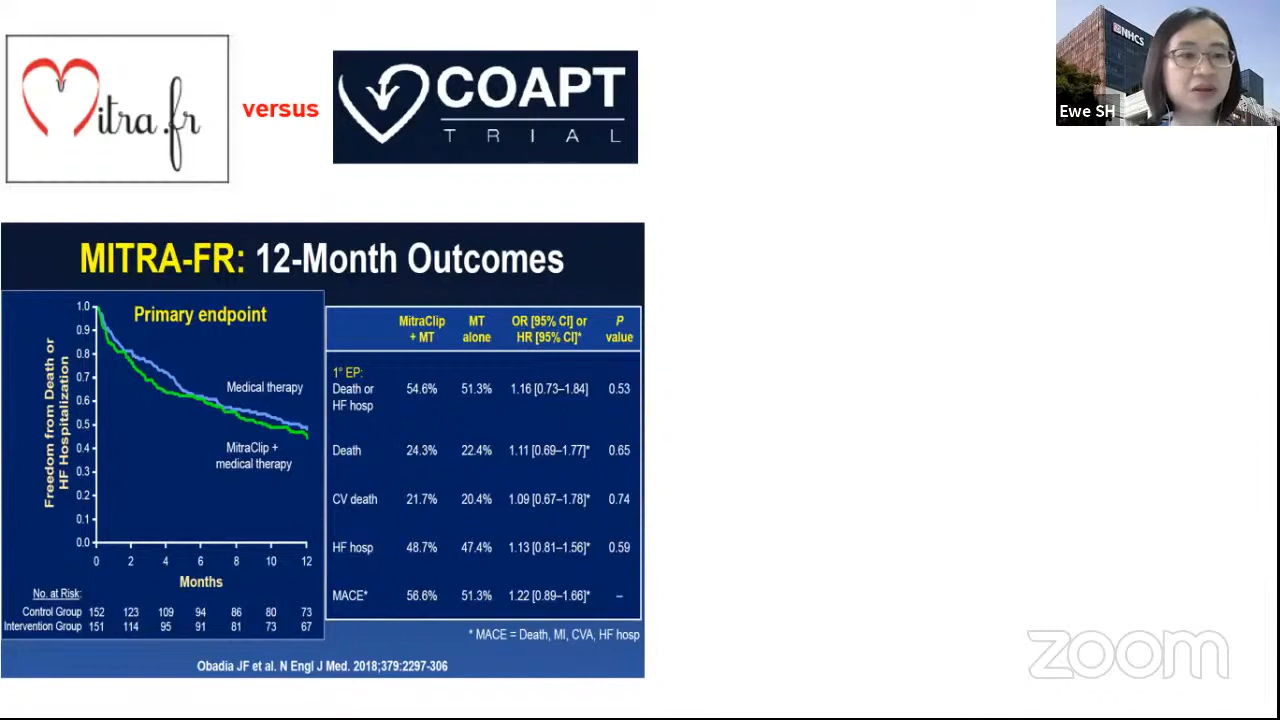 Mitra.fr
versus
COAPT
TRIAL
NHCS
Ewe SH
MITRA-FR: 12-Month Outcomes
Primary endpoint
Freedom from Death or
HF Hospitalization
1.0
0.9
0.8
0.7
0.6
0.5
0.4
0.3
0.2
0.1
0.0
Medical therapy
MitraClip +
medical therapy
0 2 4 6 8 10 12
Months
No. at Risk:
Control Group 152 123 109 94 86 80 73
Intervention Group 151 114 95 91 81 73 67
MitraClip MT OR [95% CI] or P
+ MT alone HR [95% CI]* value
1° EP:
Death or 54.6% 51.3% 1.16 [0.73–1.84] 0.53
HF hosp
Death 24.3% 22.4% 1.11 [0.69–1.77]* 0.65
CV death 21.7% 20.4% 1.09 [0.67–1.78]* 0.74
HF hosp 48.7% 47.4% 1.13 [0.81–1.56]* 0.59
MACE* 56.6% 51.3% 1.22 [0.89–1.66]* –
* MACE = Death, MI, CVA, HF hosp
Obadia JF et al. N Engl J Med. 2018;379:2297-306
zoom